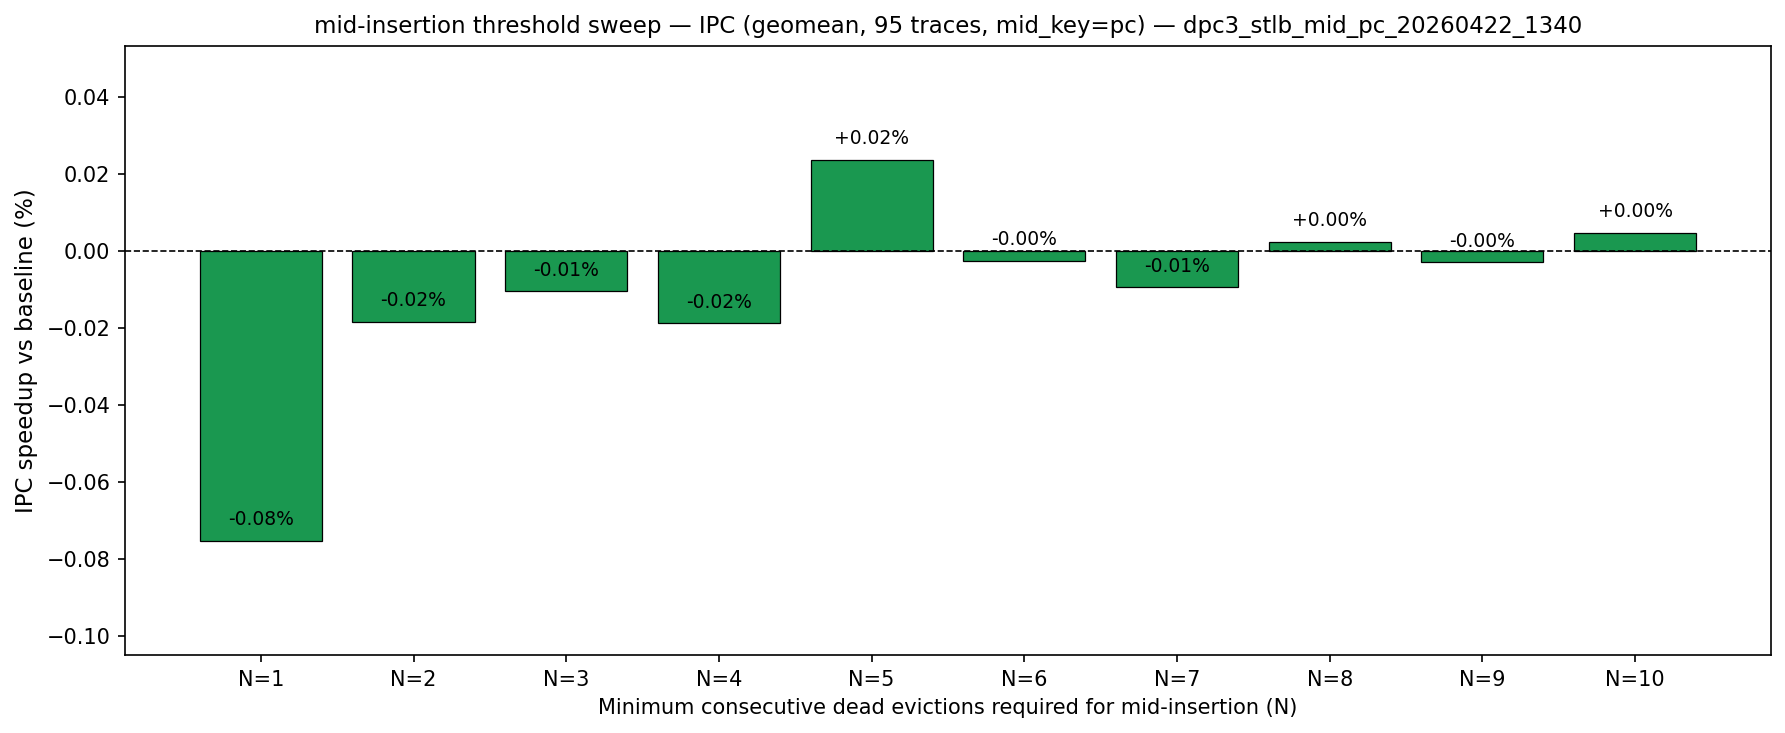 mid-insertion threshold sweep — IPC (geomean, 95 traces, mid_key=pc) — dpc3_stlb_mid_pc_20260422_1340
IPC speedup vs baseline (%)
0.04
0.02
0.00
−0.02
−0.04
−0.06
−0.08
−0.10
-0.08%
-0.02%
-0.01%
-0.02%
+0.02%
-0.00%
-0.01%
+0.00%
-0.00%
+0.00%
N=1
N=2
N=3
N=4
N=5
N=6
N=7
N=8
N=9
N=10
Minimum consecutive dead evictions required for mid-insertion (N)